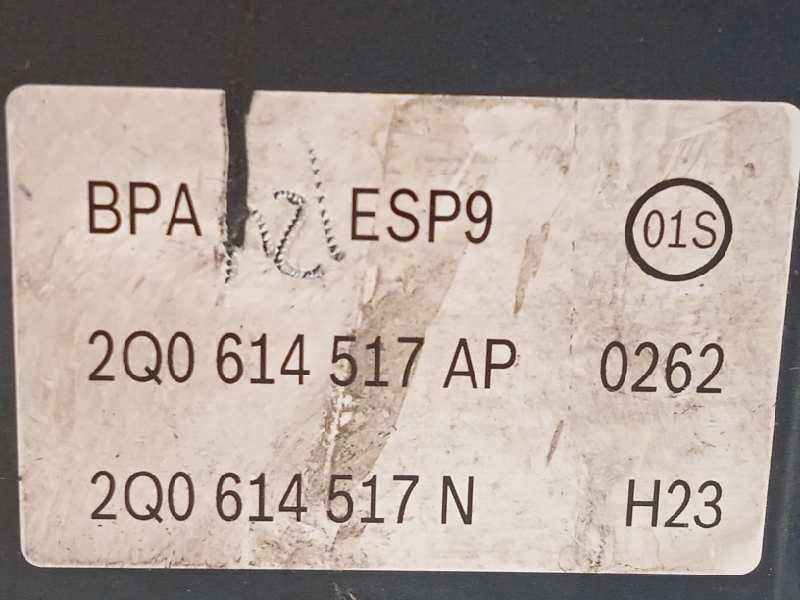 BPA ESP9 01S
2Q0 614 517 AP 0262
2Q0 614 517 N H23